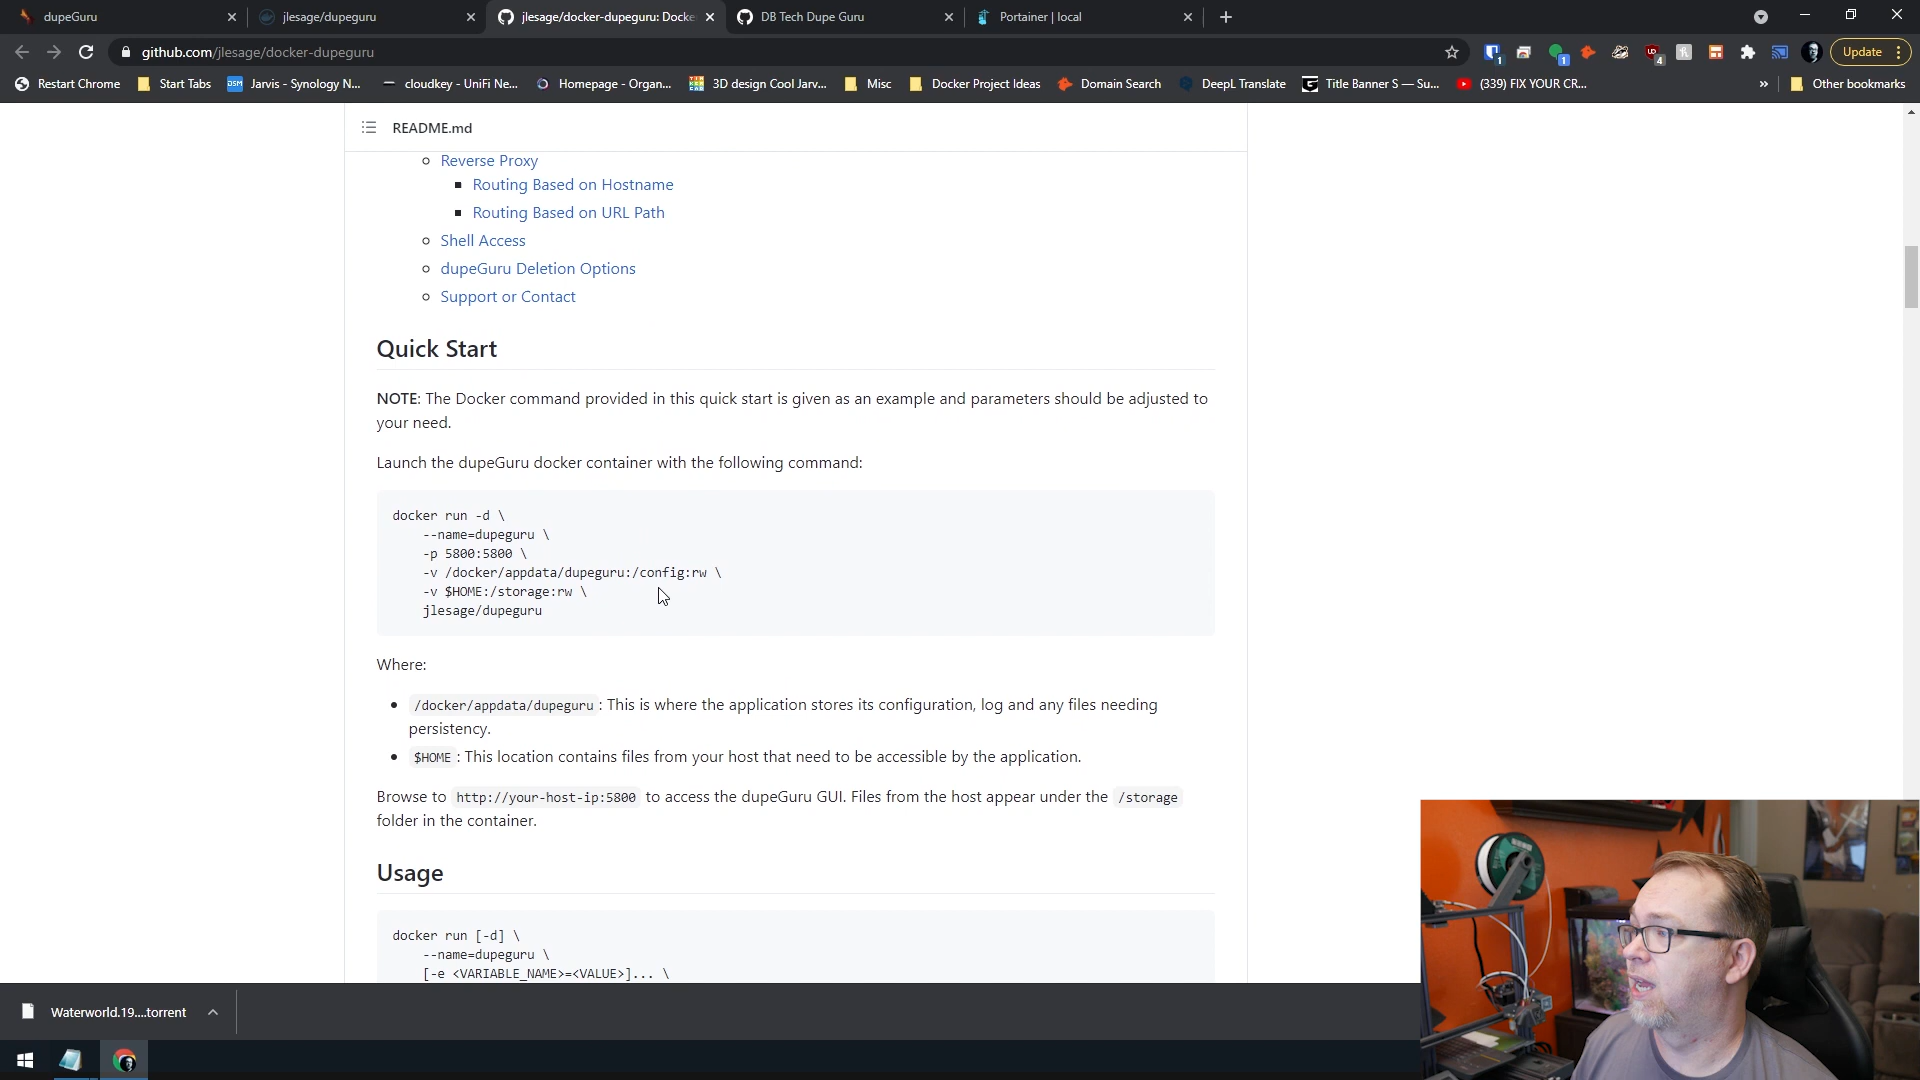 dupeGuru
jlesage/dupeguru
jlesage/docker-dupeguru: Docke
DB Tech Dupe Guru
Portainer | local
github.com/jlesage/docker-dupeguru
Update
Restart Chrome
Start Tabs
DSM
Jarvis - Synology N...
cloudkey - UniFi Ne...
Homepage - Organ...
3D design Cool Jarv...
Misc
Docker Project Ideas
Domain Search
DeepL Translate
Title Banner S — Su...
(339) FIX YOUR CR...
»
Other bookmarks
README.md
Reverse Proxy
Routing Based on Hostname
Routing Based on URL Path
Shell Access
dupeGuru Deletion Options
Support or Contact
Quick Start
NOTE: The Docker command provided in this quick start is given as an example and parameters should be adjusted to
your need.
Launch the dupeGuru docker container with the following command:
docker run -d \
--name=dupeguru \
-p 5800:5800 \
-v /docker/appdata/dupeguru:/config:rw \
-v $HOME:/storage:rw \
jlesage/dupeguru
Where:
/docker/appdata/dupeguru : This is where the application stores its configuration, log and any files needing
persistency.
$HOME : This location contains files from your host that need to be accessible by the application.
Browse to http://your-host-ip:5800 to access the dupeGuru GUI. Files from the host appear under the /storage
folder in the container.
Usage
docker run [-d] \
--name=dupeguru \
[-e <VARIABLE_NAME>=<VALUE>]... \
Waterworld.19....torrent